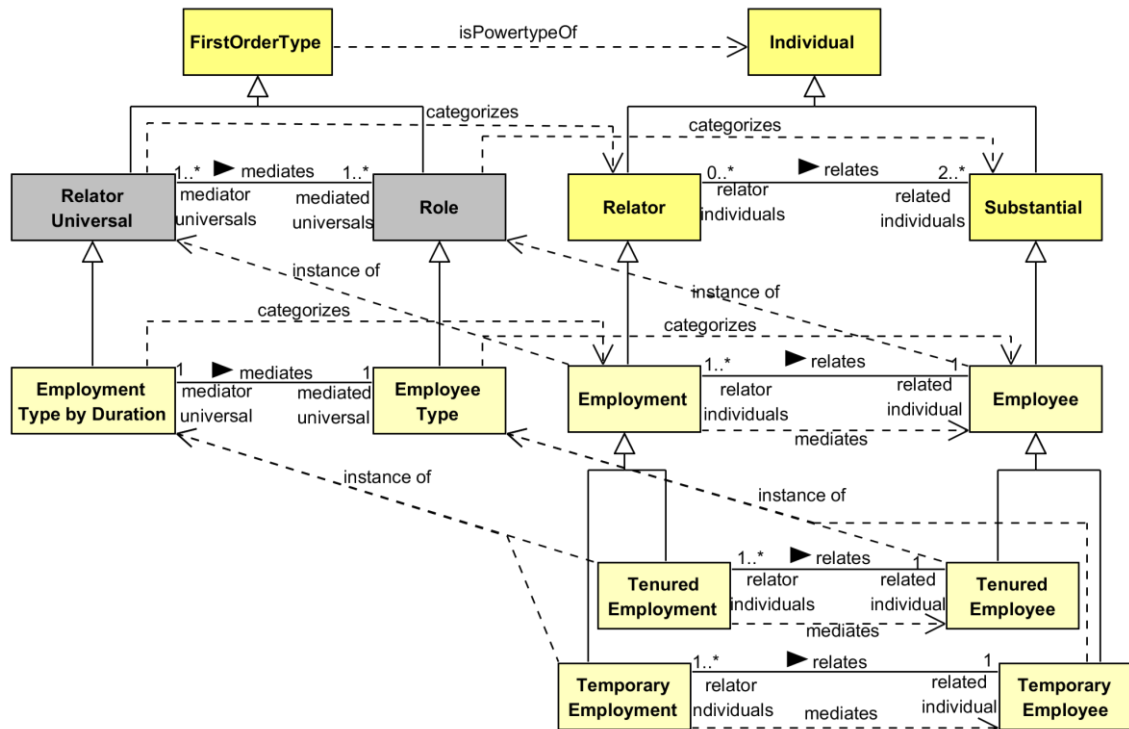 isPowertypeOf
FirstOrderType
Individual
categorizes
categorizes
1..*
mediates
1..*
0..*
relates
2..*
Relator
Universal
mediator
universals
mediated
universals
Role
Relator
relator
individuals
related
individuals
Substantial
instance of
instance of
categorizes
categorizes
1
mediates
1
1..*
relates
1
Employment
Type by Duration
mediator
universal
mediated
universal
Employee
Type
Employment
relator
individuals
related
individual
Employee
mediates
instance of
instance of
1..*
relates
1
Tenured
Employment
relator
individuals
related
individual
Tenured
Employee
mediates
1..*
relates
1
Temporary
Employment
relator
ndividuals
related
individual
Temporary
Employee
mediates